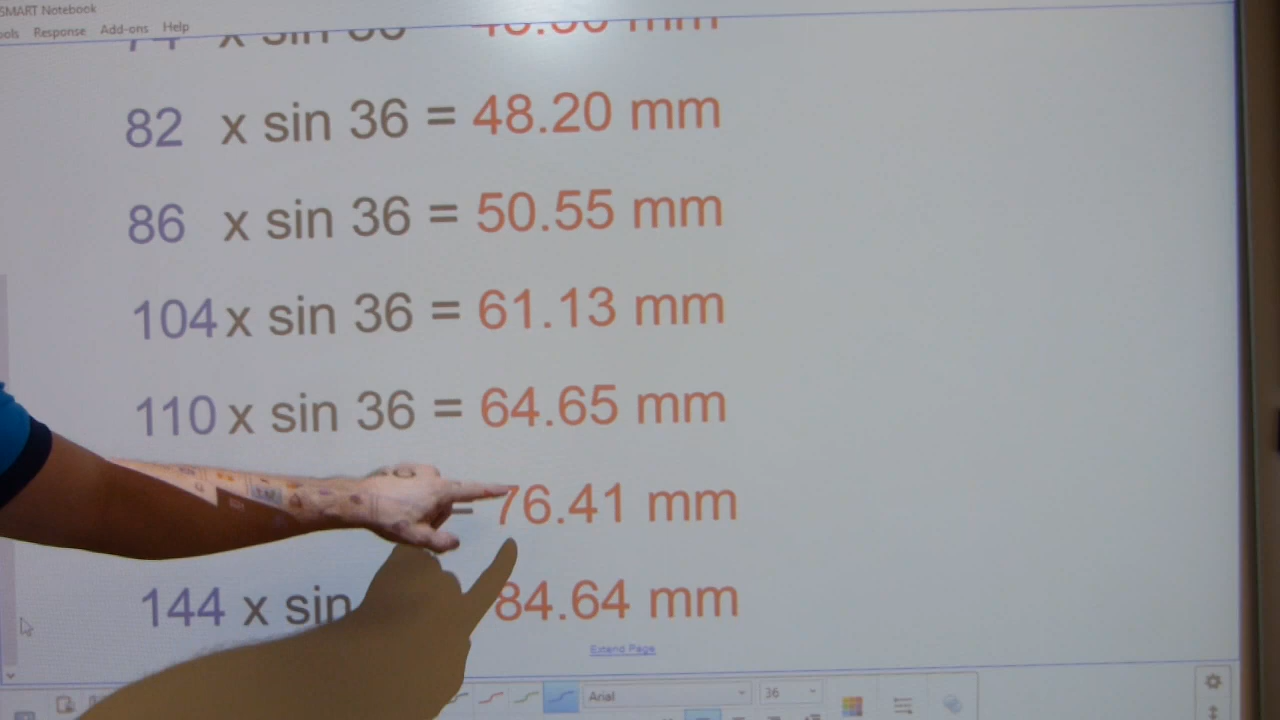 SMART Notebook
Response Add-ons Help
82 x sin 36 = 48.20 mm
86 x sin 36 = 50.55 mm
104 x sin 36 = 61.13 mm
110 x sin 36 = 64.65 mm
= 76.41 mm
144 x sin 84.64 mm
Extend Page
Arial 36